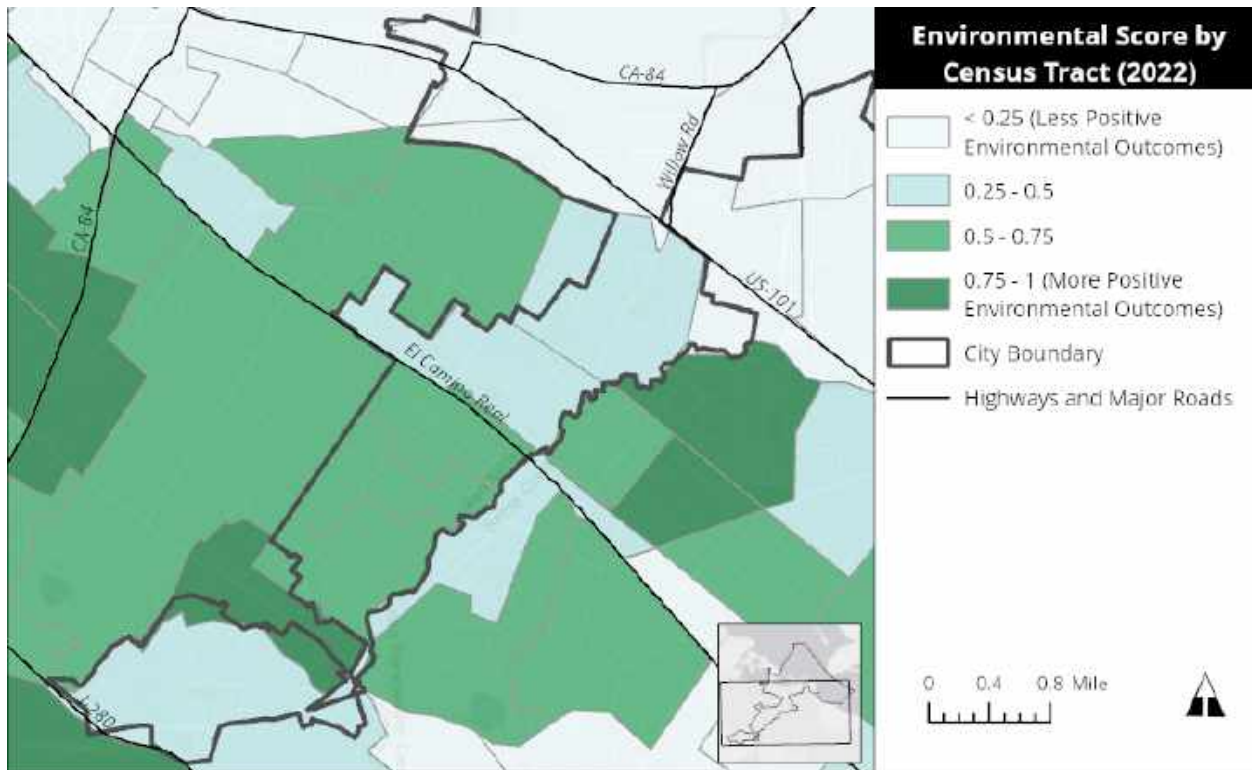 Environmental Score by
Census Tract (2022)
< 0.25 (Less Positive
Environmental Outcomes)
0.25 - 0.5
0.5 - 0.75
0.75 - 1 (More Positive
Environmental Outcomes)
City Boundary
Highways and Major Roads
0 0.4 0.8 Mile
CA-84
Willow Rd
CA-84
US-101
El Camino Real
I-280